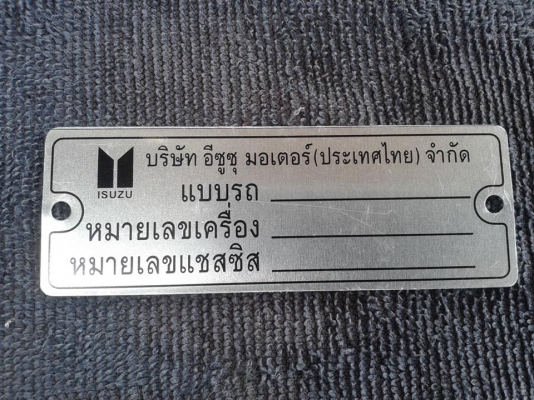 บริษัท อีซูซุ มอเตอร์(ประเทศไทย) จำกัด
ISUZU
แบบรถ
หมายเลขเครื่อง
หมายเลขแชสซิส